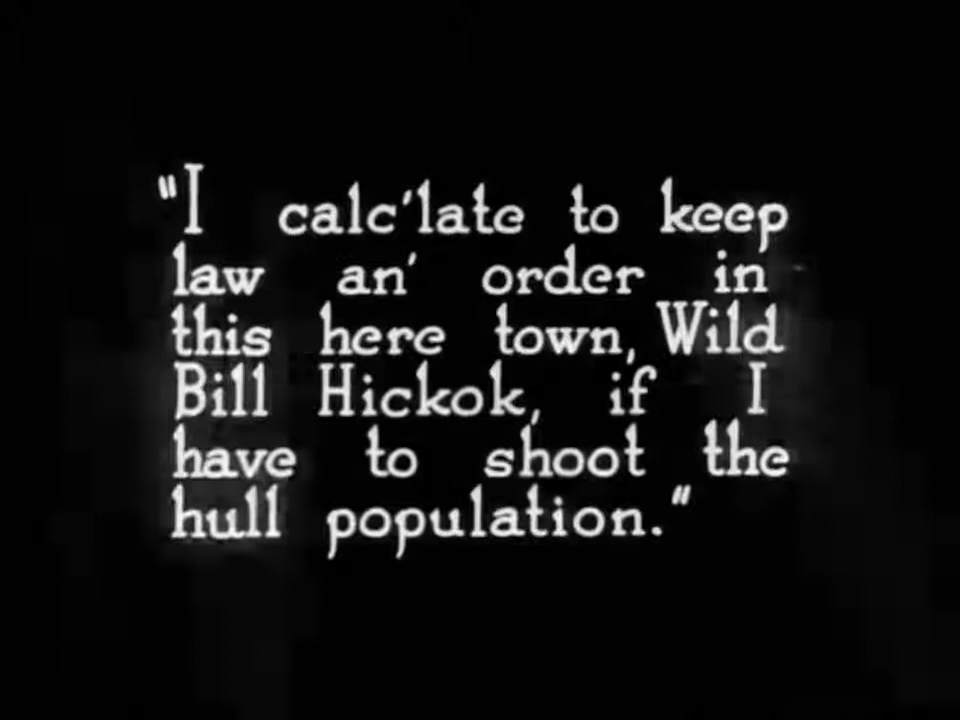 "I calc'late to keep
law an' order in
this here town, Wild
Bill Hickok, if I
have to shoot the
hull population."